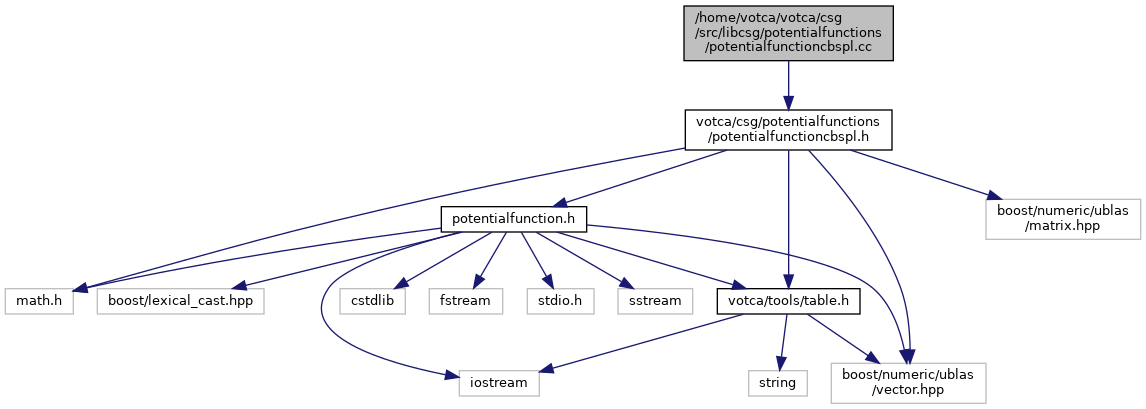 /home/votca/votca/csg
/src/libcsg/potentialfunctions
/potentialfunctioncbspl.cc
votca/csg/potentialfunctions
/potentialfunctioncbspl.h
potentialfunction.h
boost/numeric/ublas
/matrix.hpp
math.h
boost/lexical_cast.hpp
cstdlib
fstream
stdio.h
sstream
votca/tools/table.h
iostream
string
boost/numeric/ublas
/vector.hpp